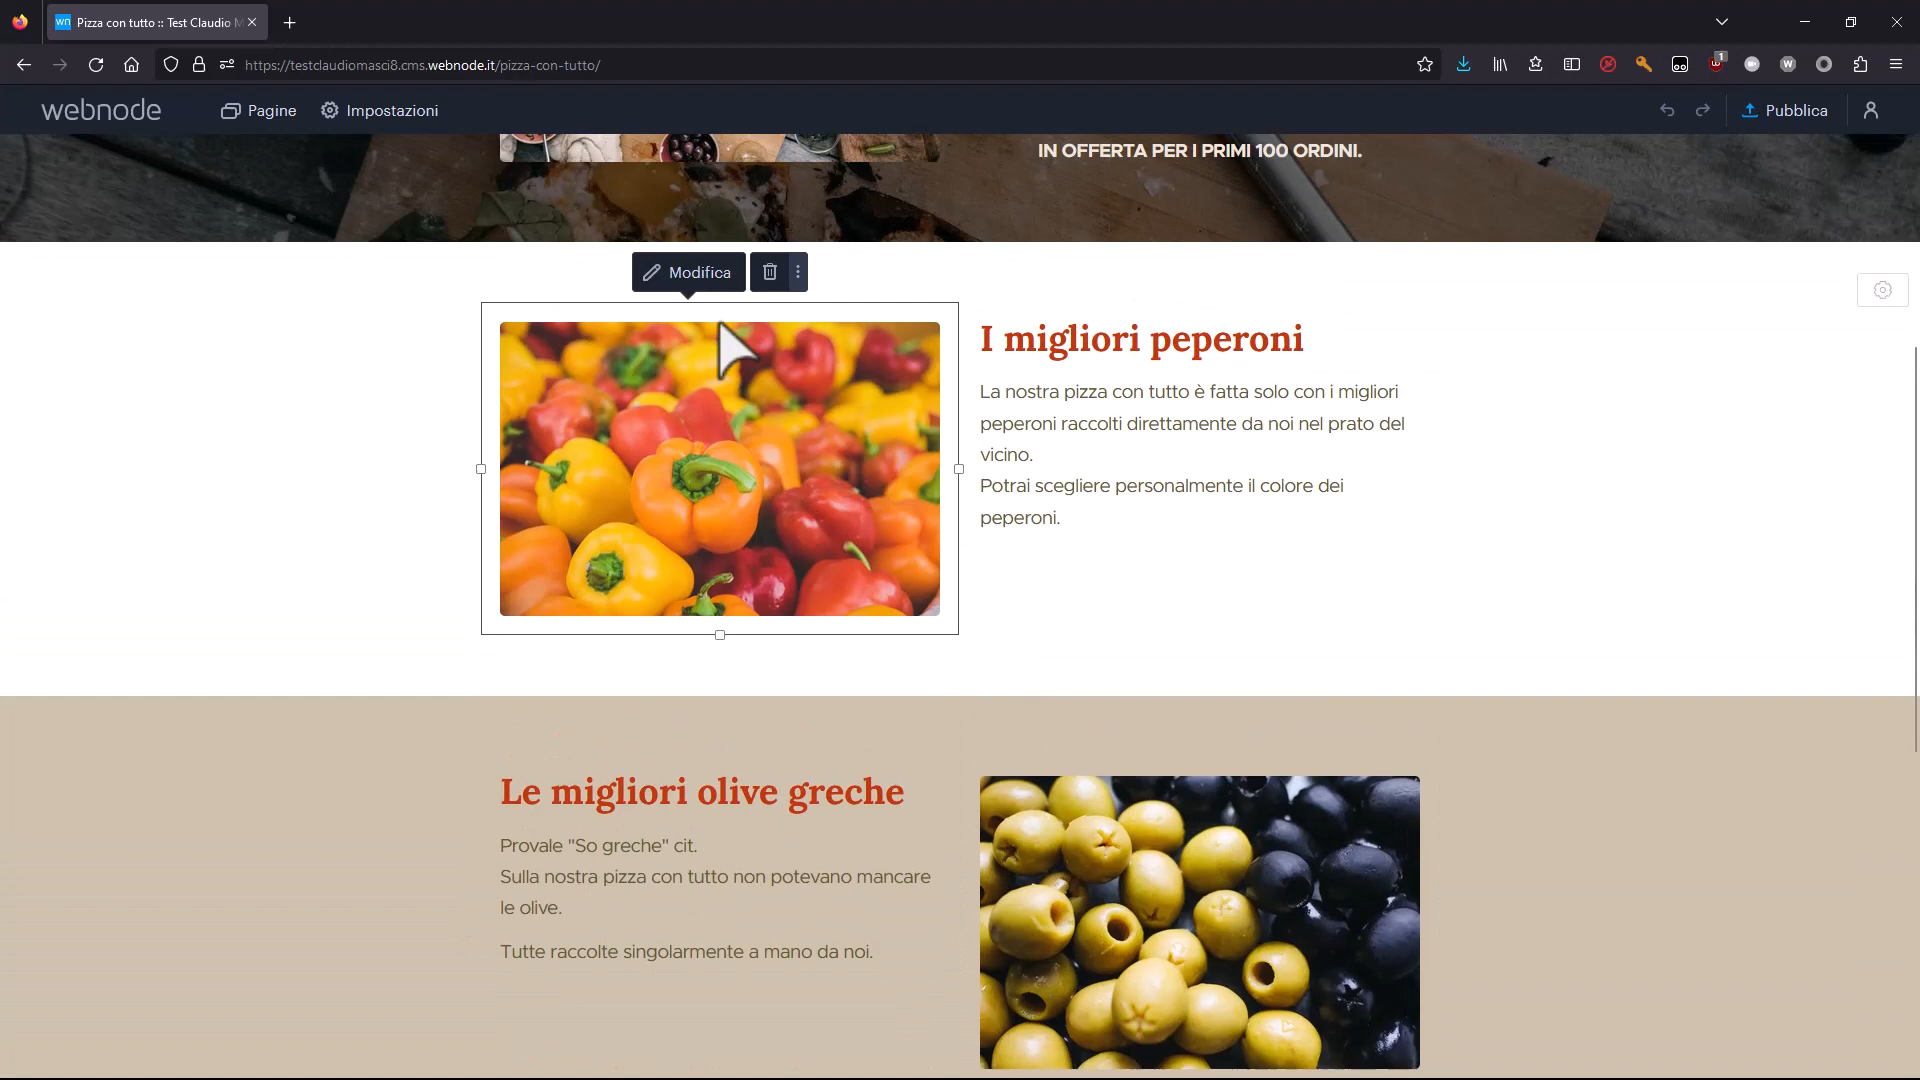 wn Pizza con tutto :: Test Claudio M
https://testclaudiomasci8.cms.webnode.it/pizza-con-tutto/
1
W
webnode Pagine Impostazioni Pubblica
IN OFFERTA PER I PRIMI 100 ORDINI.
Modifica
I migliori peperoni
La nostra pizza con tutto è fatta solo con i migliori
peperoni raccolti direttamente da noi nel prato del
vicino.
Potrai scegliere personalmente il colore dei
peperoni.
Le migliori olive greche
Provale "So greche" cit.
Sulla nostra pizza con tutto non potevano mancare
le olive.
Tutte raccolte singolarmente a mano da noi.